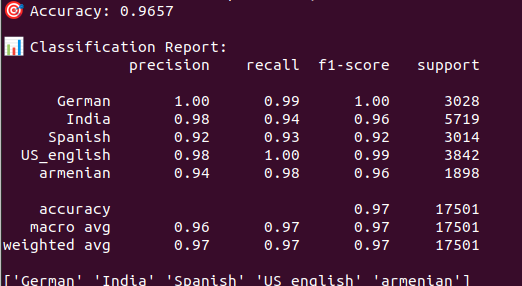 🎯 Accuracy: 0.9657
📊 Classification Report:
precision recall f1-score support
German 1.00 0.99 1.00 3028
India 0.98 0.94 0.96 5719
Spanish 0.92 0.93 0.92 3014
US_english 0.98 1.00 0.99 3842
armenian 0.94 0.98 0.96 1898
accuracy 0.97 17501
macro avg 0.96 0.97 0.97 17501
weighted avg 0.97 0.97 0.97 17501
['German' 'India' 'Spanish' 'US_english' 'armenian']